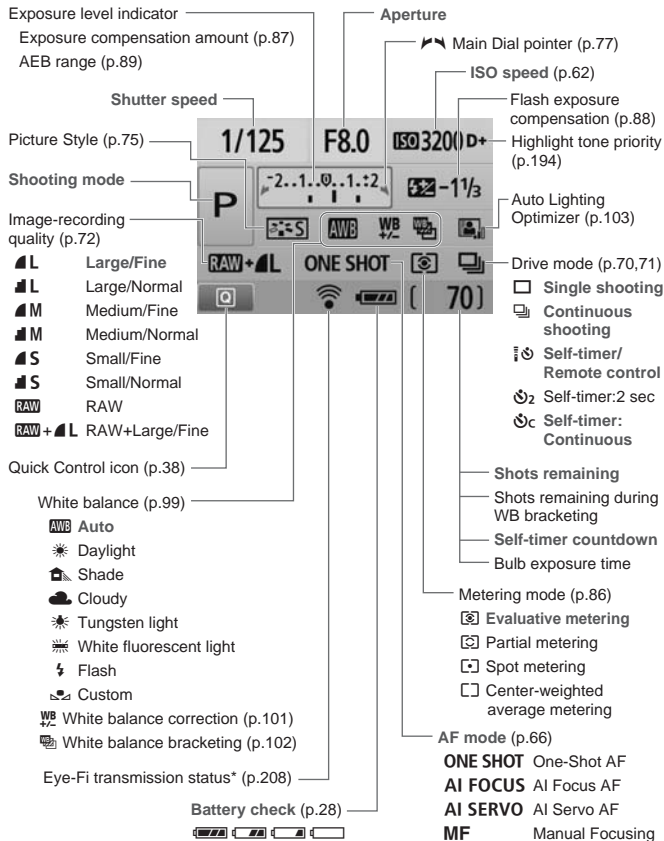 Exposure level indicator
Exposure compensation amount (p.87)
AEB range (p.89)
Aperture
Main Dial pointer (p.77)
ISO speed (p.62)
Shutter speed
Flash exposure
compensation (p.88)
Picture Style (p.75)
Highlight tone priority
(p.194)
Shooting mode
Auto Lighting
Optimizer (p.103)
1/125 F8.0 ISO 3200 D+
P
-2..1..0..1.:2
-1 1/3
S AWB WB +/- WB
RAW+L ONE SHOT
Q [ 70]
Image-recording
quality (p.72)
L Large/Fine
L Large/Normal
M Medium/Fine
M Medium/Normal
S Small/Fine
S Small/Normal
RAW RAW
RAW+L RAW+Large/Fine
Drive mode (p.70,71)
Single shooting
Continuous
shooting
Self-timer/
Remote control
2 Self-timer:2 sec
C Self-timer:
Continuous
Quick Control icon (p.38)
Shots remaining
Shots remaining during
WB bracketing
Self-timer countdown
Bulb exposure time
White balance (p.99)
AWB Auto
Daylight
Shade
Cloudy
Tungsten light
White fluorescent light
Flash
Custom
WB +/- White balance correction (p.101)
WB White balance bracketing (p.102)
Metering mode (p.86)
Evaluative metering
Partial metering
Spot metering
Center-weighted
average metering
Eye-Fi transmission status* (p.208)
Battery check (p.28)
AF mode (p.66)
ONE SHOT One-Shot AF
AI FOCUS AI Focus AF
AI SERVO AI Servo AF
MF Manual Focusing